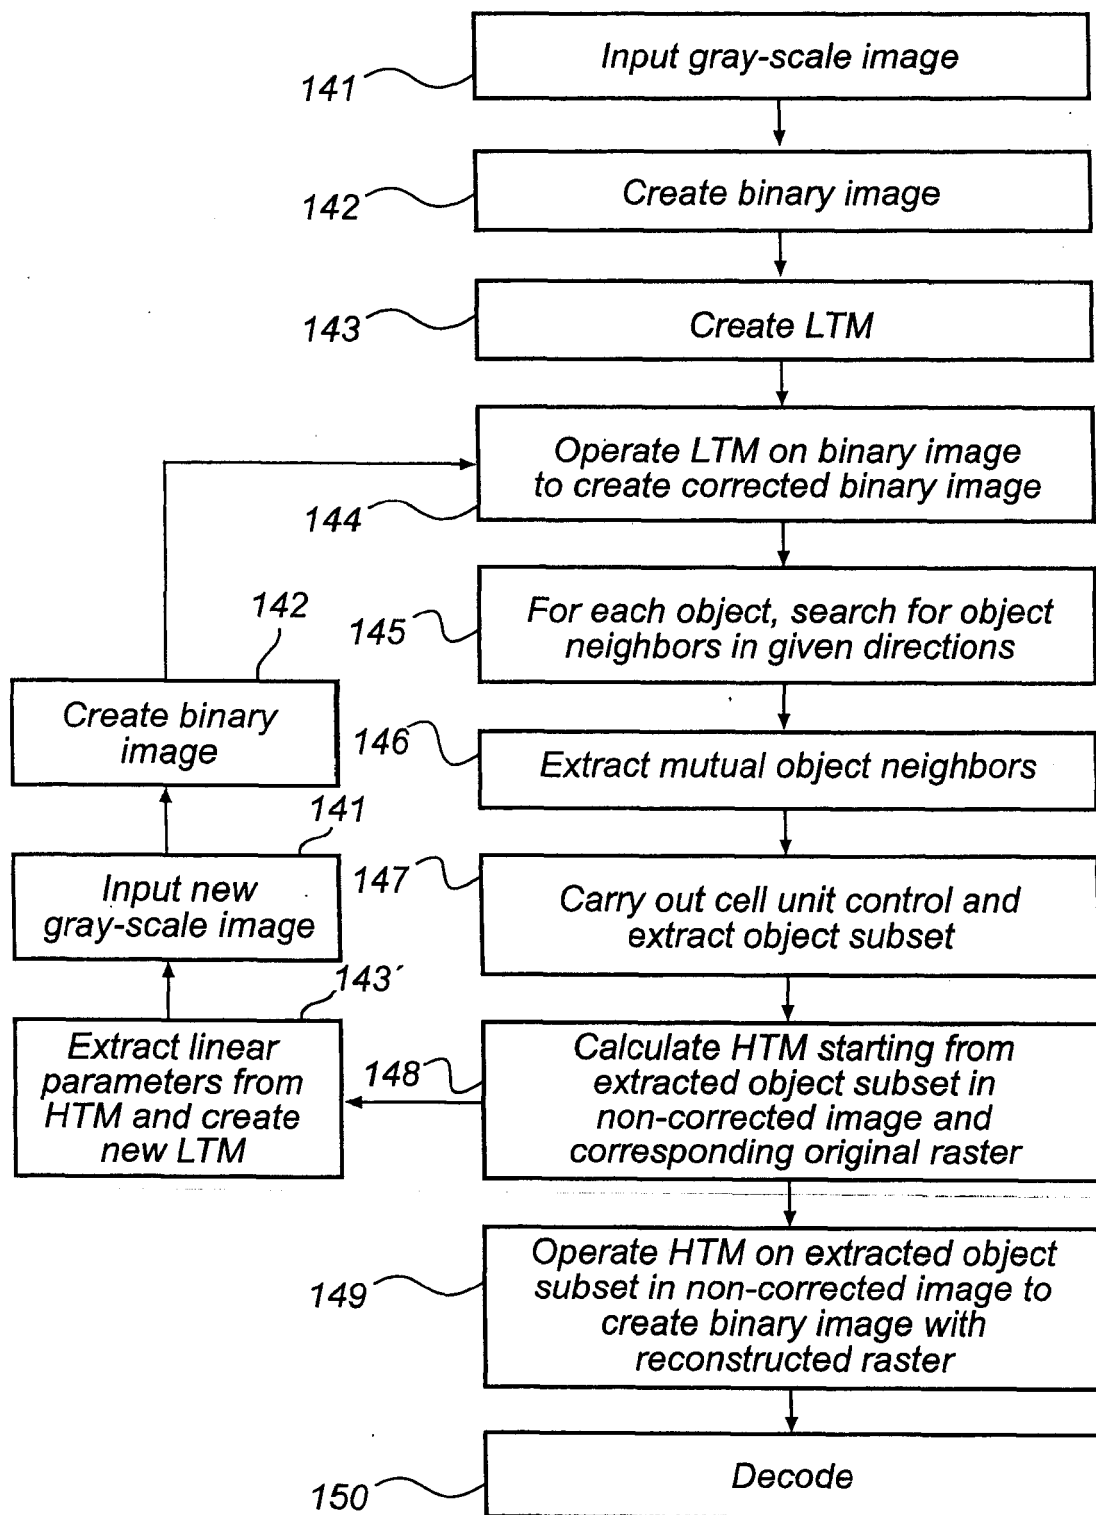 Input gray-scale image
141
Create binary image
142
Create LTM
143
Operate LTM on binary image
to create corrected binary image
144
For each object, search for object
neighbors in given directions
145
Extract mutual object neighbors
146
Carry out cell unit control and
extract object subset
147
Calculate HTM starting from
extracted object subset in
non-corrected image and
corresponding original raster
148
Extract linear
parameters from
HTM and create
new LTM
143´
Input new
gray-scale image
141
Create binary
image
142
Operate HTM on extracted object
subset in non-corrected image to
create binary image with
reconstructed raster
149
Decode
150